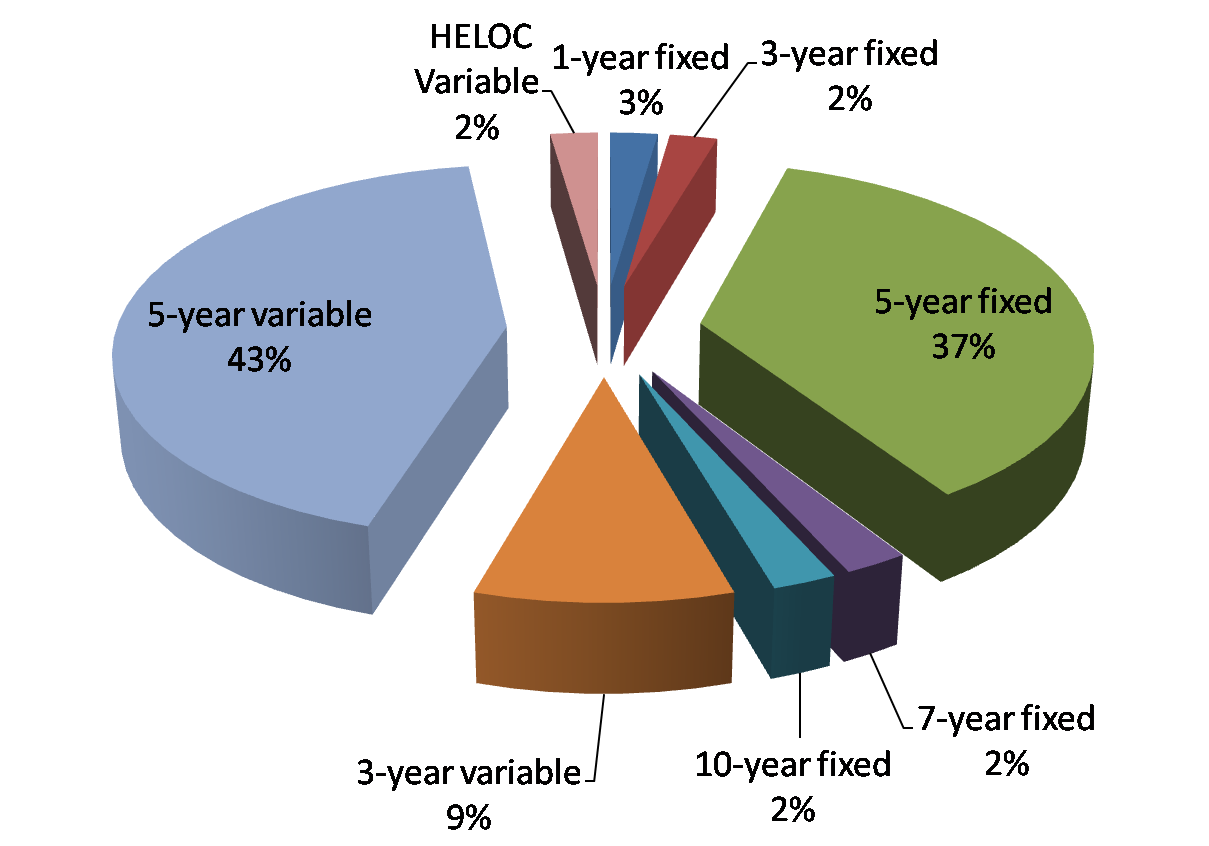 HELOC
Variable
2%
1-year fixed
3%
3-year fixed
2%
5-year fixed
37%
7-year fixed
2%
10-year fixed
2%
3-year variable
9%
5-year variable
43%